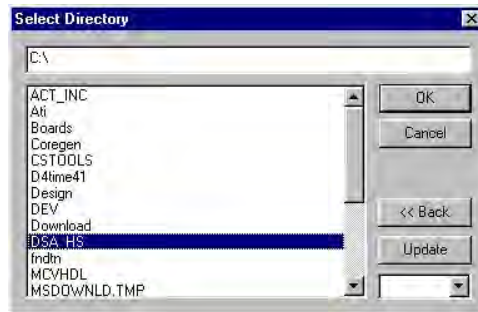 Select Directory
C:\
ACT_INC
Ati
Boards
Coregen
CSTOOLS
D4time41
Design
DEV
Download
DSA_HS
fndtn
MCVHDL
MSDOWNLD.TMP
OK
Cancel
<< Back
Update